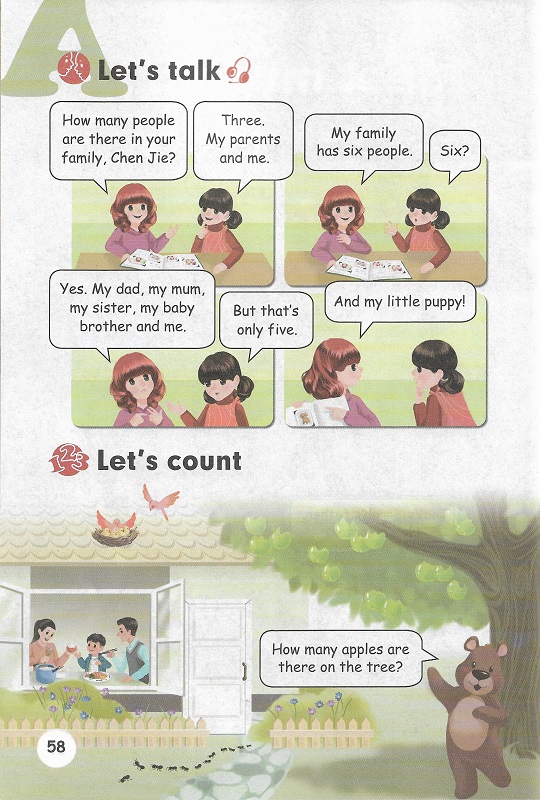 A
Let's talk
How many people
are there in your
family, Chen Jie?
Three.
My parents
and me.
My family
has six people.
Six?
Yes. My dad, my mum,
my sister, my baby
brother and me.
But that's
only five.
And my little puppy!
123
Let's count
How many apples are
there on the tree?
58